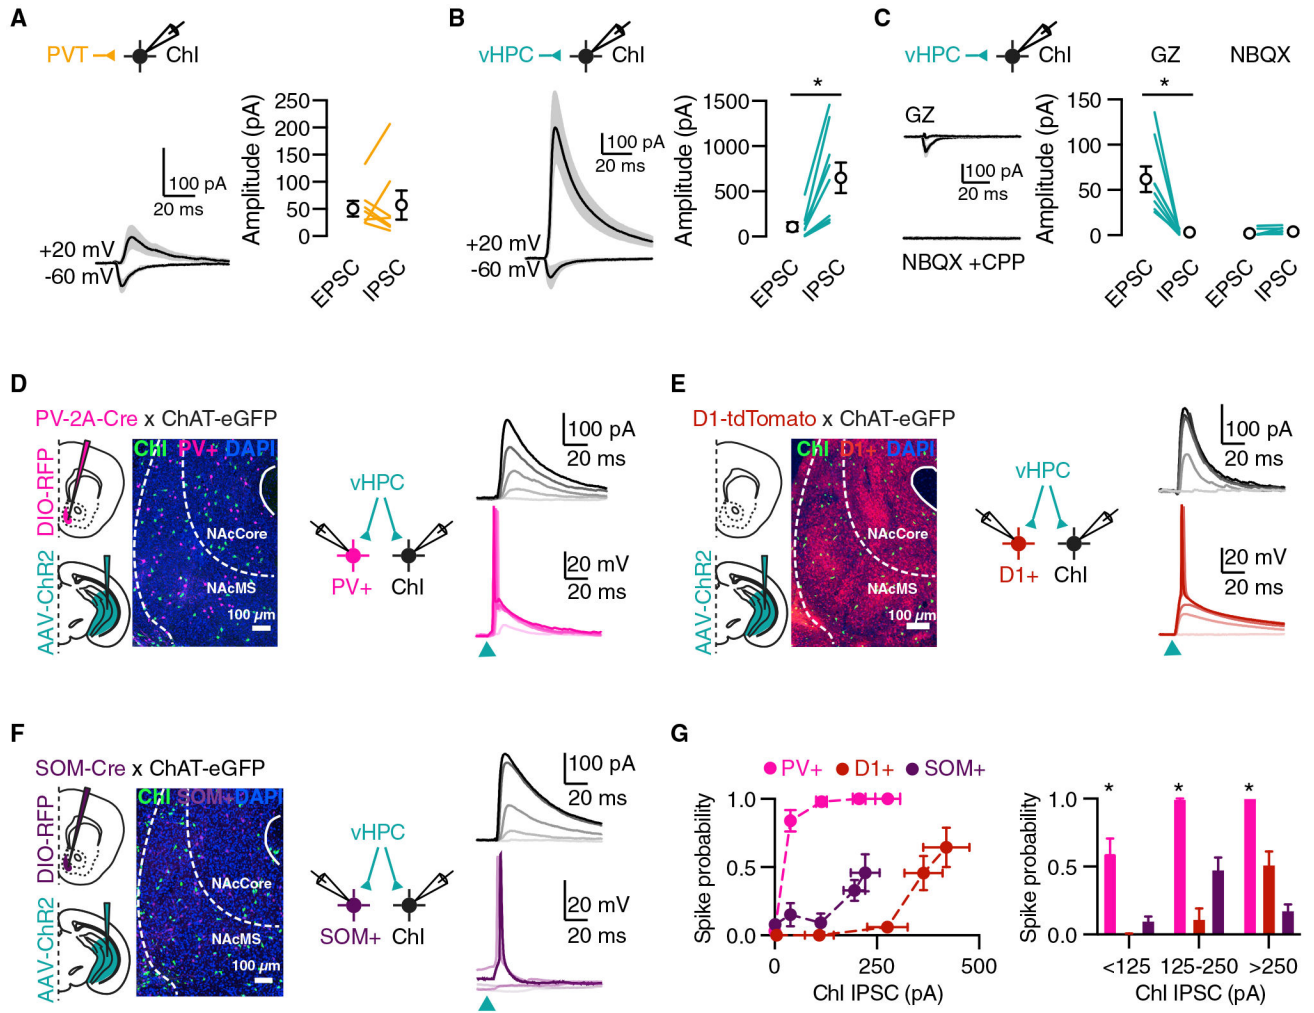 A
PVT
ChI
100 pA
20 ms
+20 mV
-60 mV
Amplitude (pA)
250
200
150
100
50
0
EPSC
IPSC
B
vHPC
ChI
100 pA
20 ms
+20 mV
-60 mV
Amplitude (pA)
1500
1000
500
0
*
EPSC
IPSC
C
vHPC
ChI
GZ
NBQX
GZ
100 pA
20 ms
NBQX +CPP
Amplitude (pA)
150
100
50
0
*
EPSC
IPSC
EPSC
IPSC
D
PV-2A-Cre x ChAT-eGFP
DIO-RFP
AAV-ChR2
ChI PV+ DAPI
NAcCore
NAcMS
100 µm
vHPC
PV+
ChI
100 pA
20 ms
20 mV
20 ms
E
D1-tdTomato x ChAT-eGFP
AAV-ChR2
ChI D1+ DAPI
NAcCore
NAcMS
100 µm
vHPC
D1+
ChI
100 pA
20 ms
20 mV
20 ms
F
SOM-Cre x ChAT-eGFP
DIO-RFP
AAV-ChR2
ChI SOM+DAPI
NAcCore
NAcMS
100 µm
vHPC
SOM+
ChI
100 pA
20 ms
20 mV
20 ms
G
PV+ D1+ SOM+
Spike probability
1.0
0.5
0.0
0
250
500
ChI IPSC (pA)
Spike probability
1.0
0.5
0.0
* * *
<125
125-250
>250
ChI IPSC (pA)